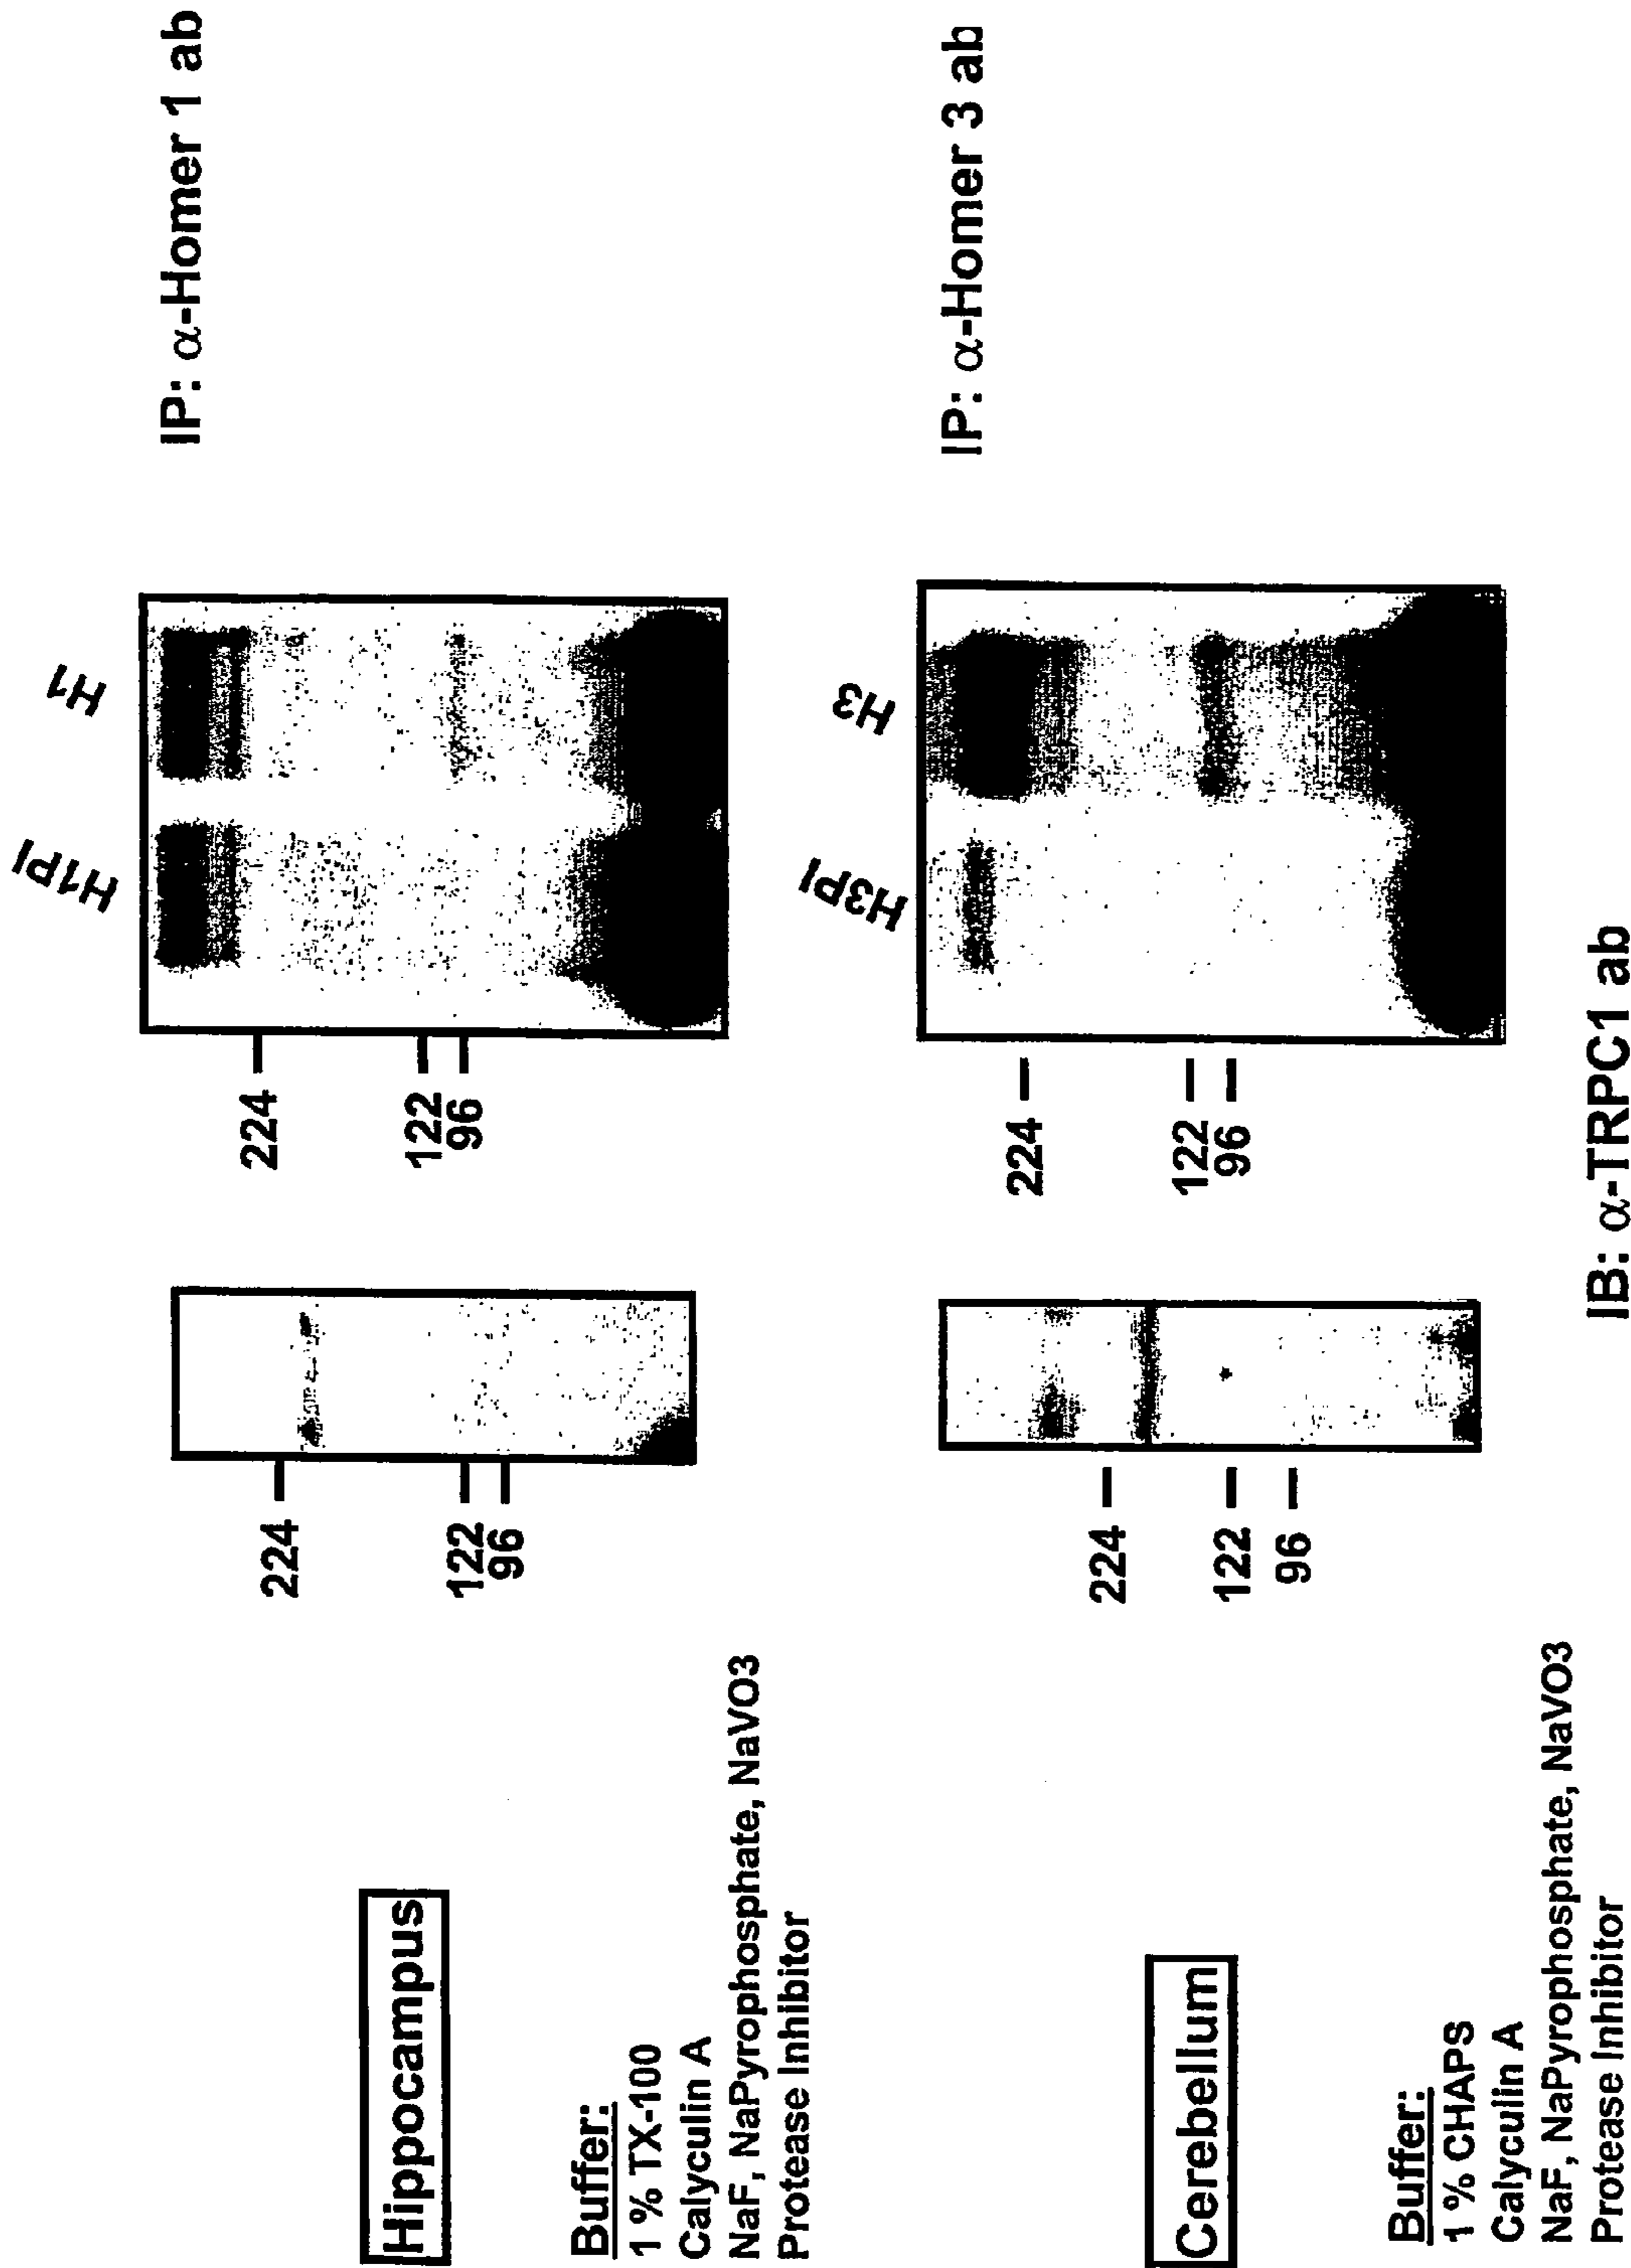 Hippocampus
Buffer:
1 % TX-100
Calyculin A
NaF, NaPyrophosphate, NaVO3
Protease Inhibitor
224
122
96
224
122
96
H1PI
H1
IP: α-Homer 1 ab
Cerebellum
Buffer:
1 % CHAPS
Calyculin A
NaF, NaPyrophosphate, NaVO3
Protease Inhibitor
224
122
96
*
224
122
96
H3PI
H3
IP: α-Homer 3 ab
IB: α-TRPC1 ab